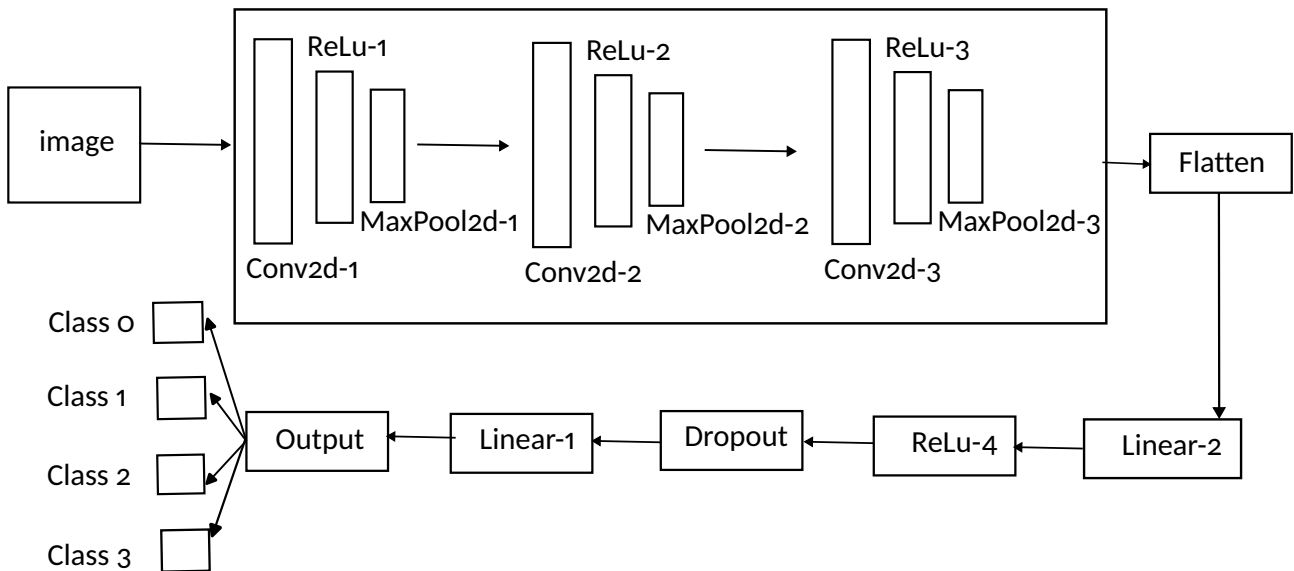 image
ReLu-1
MaxPool2d-1
Conv2d-1
ReLu-2
MaxPool2d-2
Conv2d-2
ReLu-3
MaxPool2d-3
Conv2d-3
Flatten
Linear-2
ReLu-4
Dropout
Linear-1
Output
Class 0
Class 1
Class 2
Class 3